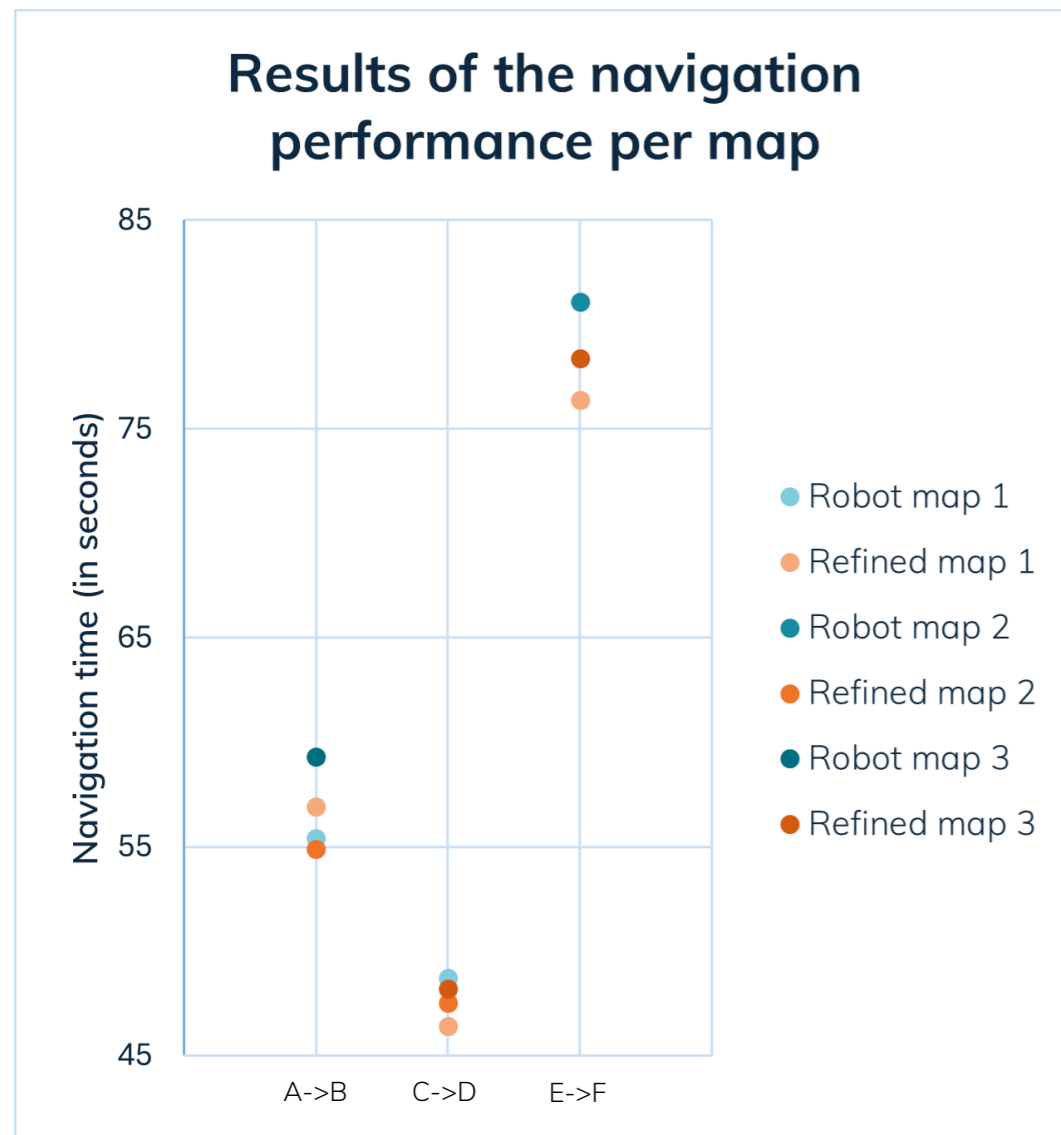 Results of the navigation
performance per map
Navigation time (in seconds)
85
75
65
55
45
A->B
C->D
E->F
Robot map 1
Refined map 1
Robot map 2
Refined map 2
Robot map 3
Refined map 3